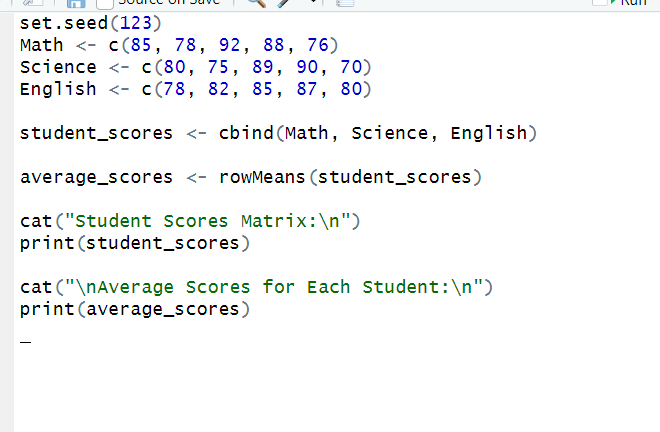 Source on Save
Run
set.seed(123)
Math <- c(85, 78, 92, 88, 76)
Science <- c(80, 75, 89, 90, 70)
English <- c(78, 82, 85, 87, 80)
student_scores <- cbind(Math, Science, English)
average_scores <- rowMeans(student_scores)
cat("Student Scores Matrix:\n")
print(student_scores)
cat("\nAverage Scores for Each Student:\n")
print(average_scores)
_